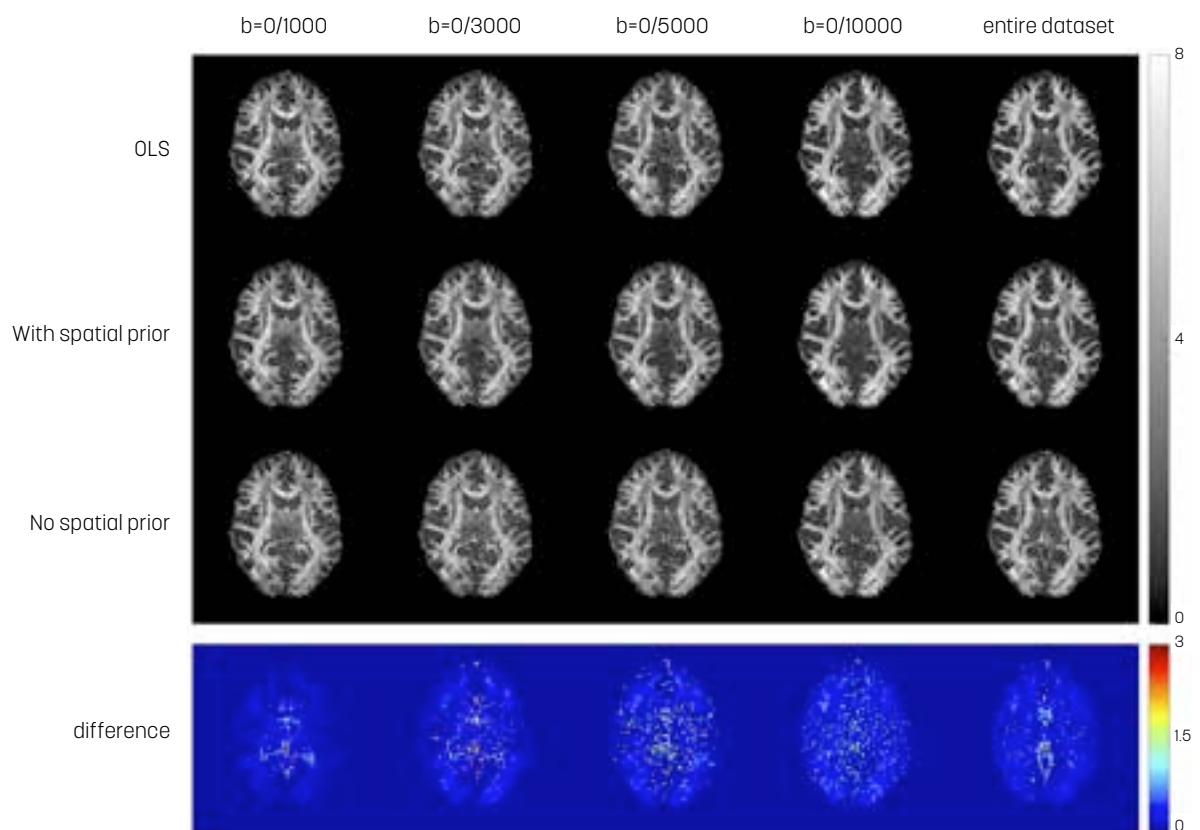 b=0/1000 b=0/3000 b=0/5000 b=0/10000 entire dataset
8
OLS
With spatial prior
4
No spatial prior
0
3
difference
1.5
0